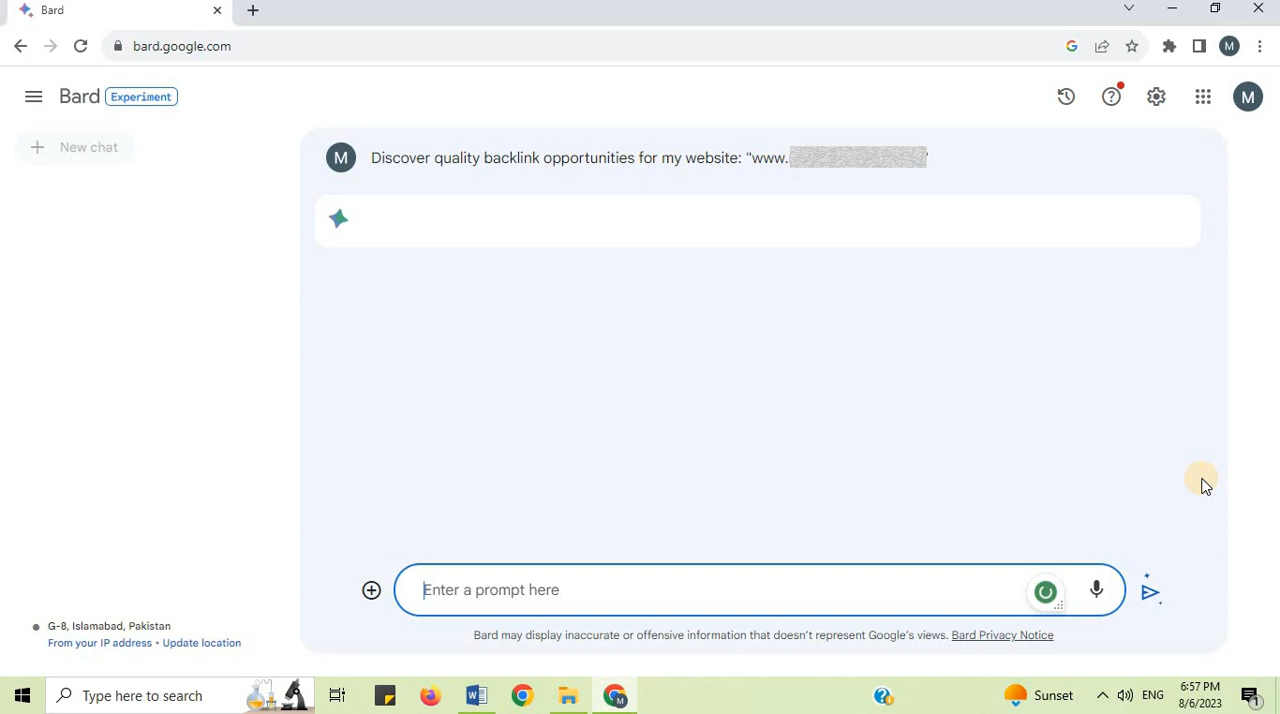 Bard
bard.google.com
M
Bard Experiment
M
New chat
M Discover quality backlink opportunities for my website: "www.
Enter a prompt here
Bard may display inaccurate or offensive information that doesn't represent Google's views. Bard Privacy Notice
G-8, Islamabad, Pakistan
From your IP address • Update location
Type here to search
Sunset
ENG
6:57 PM
8/6/2023
1